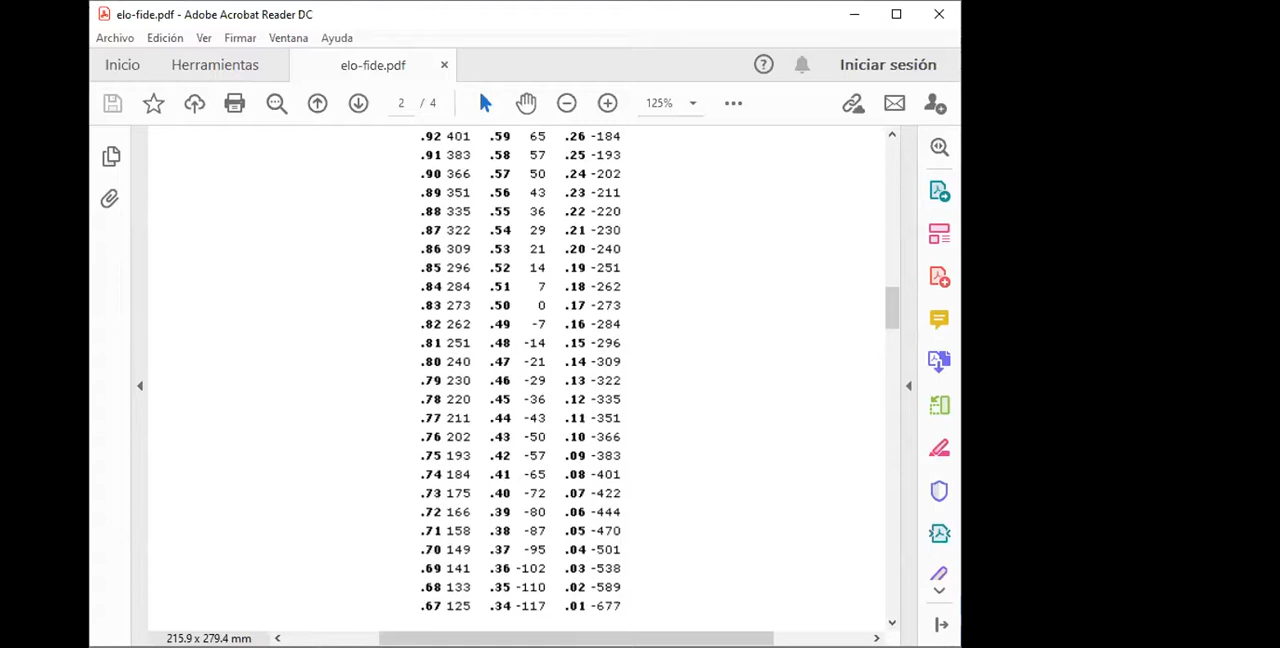 elo-fide.pdf - Adobe Acrobat Reader DC
Archivo Edición Ver Firmar Ventana Ayuda
Inicio Herramientas elo-fide.pdf × Iniciar sesión
2 / 4 125%
.92 401 .59 65 .26 -184
.91 383 .58 57 .25 -193
.90 366 .57 50 .24 -202
.89 351 .56 43 .23 -211
.88 335 .55 36 .22 -220
.87 322 .54 29 .21 -230
.86 309 .53 21 .20 -240
.85 296 .52 14 .19 -251
.84 284 .51 7 .18 -262
.83 273 .50 0 .17 -273
.82 262 .49 -7 .16 -284
.81 251 .48 -14 .15 -296
.80 240 .47 -21 .14 -309
.79 230 .46 -29 .13 -322
.78 220 .45 -36 .12 -335
.77 211 .44 -43 .11 -351
.76 202 .43 -50 .10 -366
.75 193 .42 -57 .09 -383
.74 184 .41 -65 .08 -401
.73 175 .40 -72 .07 -422
.72 166 .39 -80 .06 -444
.71 158 .38 -87 .05 -470
.70 149 .37 -95 .04 -501
.69 141 .36 -102 .03 -538
.68 133 .35 -110 .02 -589
.67 125 .34 -117 .01 -677
215.9 x 279.4 mm